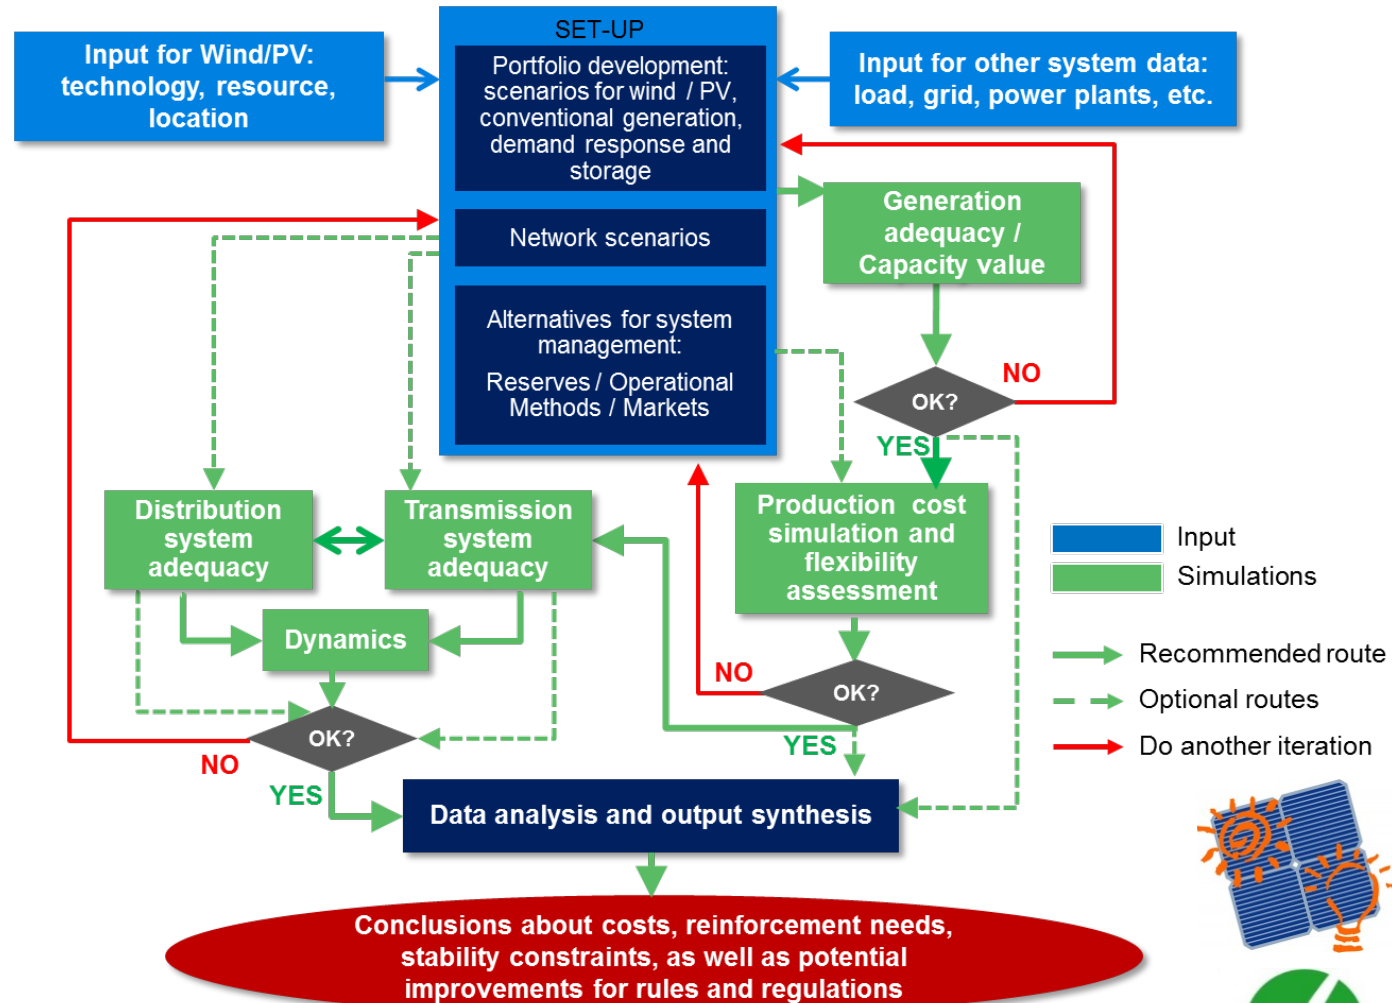 SET-UP
Input for Wind/PV:
technology, resource,
location
Portfolio development:
scenarios for wind / PV,
conventional generation,
demand response and
storage
Input for other system data:
load, grid, power plants, etc.
Network scenarios
Generation
adequacy /
Capacity value
Alternatives for system
management:
Reserves / Operational
Methods / Markets
NO
OK?
YES
Distribution
system
adequacy
Transmission
system
adequacy
Production cost
simulation and
flexibility
assessment
Input
Simulations
Dynamics
Recommended route
Optional routes
Do another iteration
NO
OK?
YES
OK?
NO
YES
Data analysis and output synthesis
Conclusions about costs, reinforcement needs,
stability constraints, as well as potential
improvements for rules and regulations